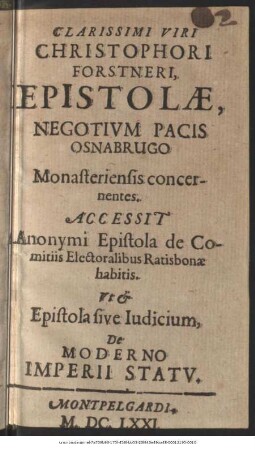 CLARISSIMI VIRI
CHRISTOPHORI
FORSTNERI,
EPISTOLÆ,
NEGOTIVM PACIS
OSNABRUGO
Monaſterienſis concer-
nentes.
ACCESSIT
Anonymi Epiſtola de Co-
mitiis Electoralibus Ratisbonæ
habitis.
Vt &
Epiſtola ſive Iudicium,
De
MODERNO
IMPERII STATV.
MONTPELGARDI.
M. DC. LXXI.